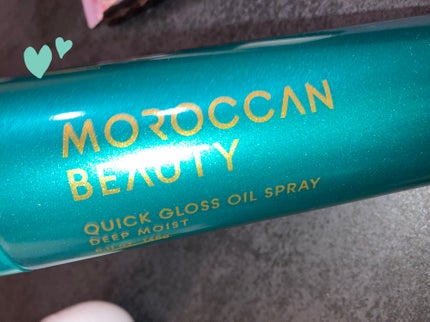 MOROCCAN
BEAUTY
QUICK GLOSS OIL SPRAY
DEEP MOIST